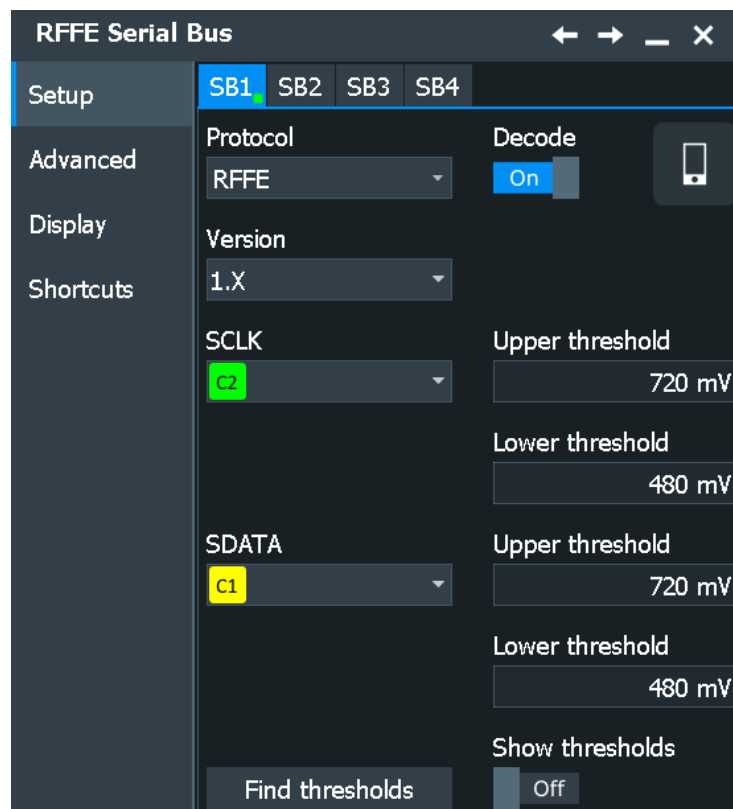 RFFE Serial Bus
Setup
Advanced
Display
Shortcuts
SB1 SB2 SB3 SB4
Protocol
Decode
RFFE
On
Version
1.X
SCLK
Upper threshold
C2
720 mV
Lower threshold
480 mV
SDATA
Upper threshold
C1
720 mV
Lower threshold
480 mV
Show thresholds
Find thresholds
Off